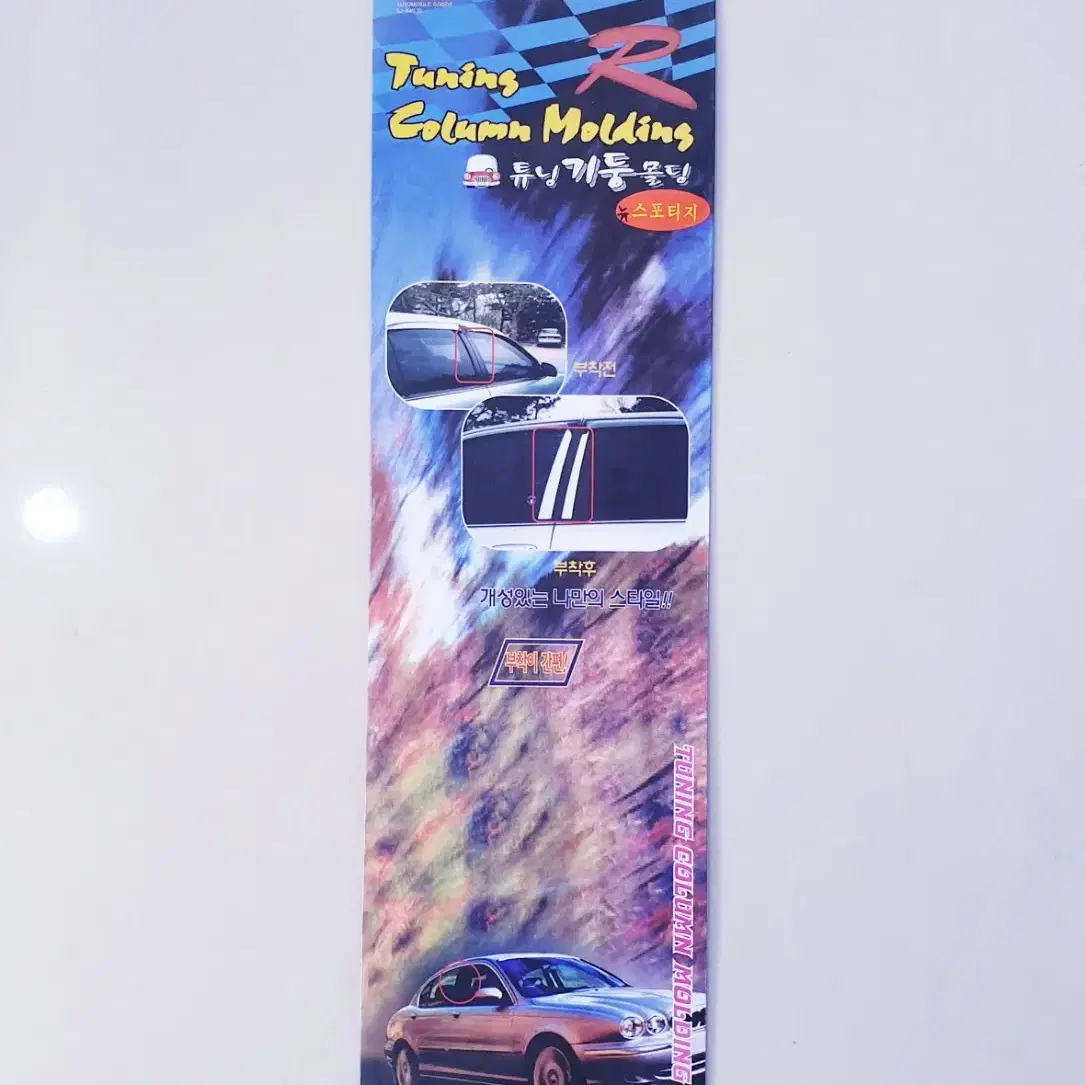 R
Tuning
Column Molding
튜닝 기둥 몰딩
뉴스포티지
부착전
부착후
개성있는 나만의 스타일!!
부착이 간편!
TUNING COLUMN MOLDING